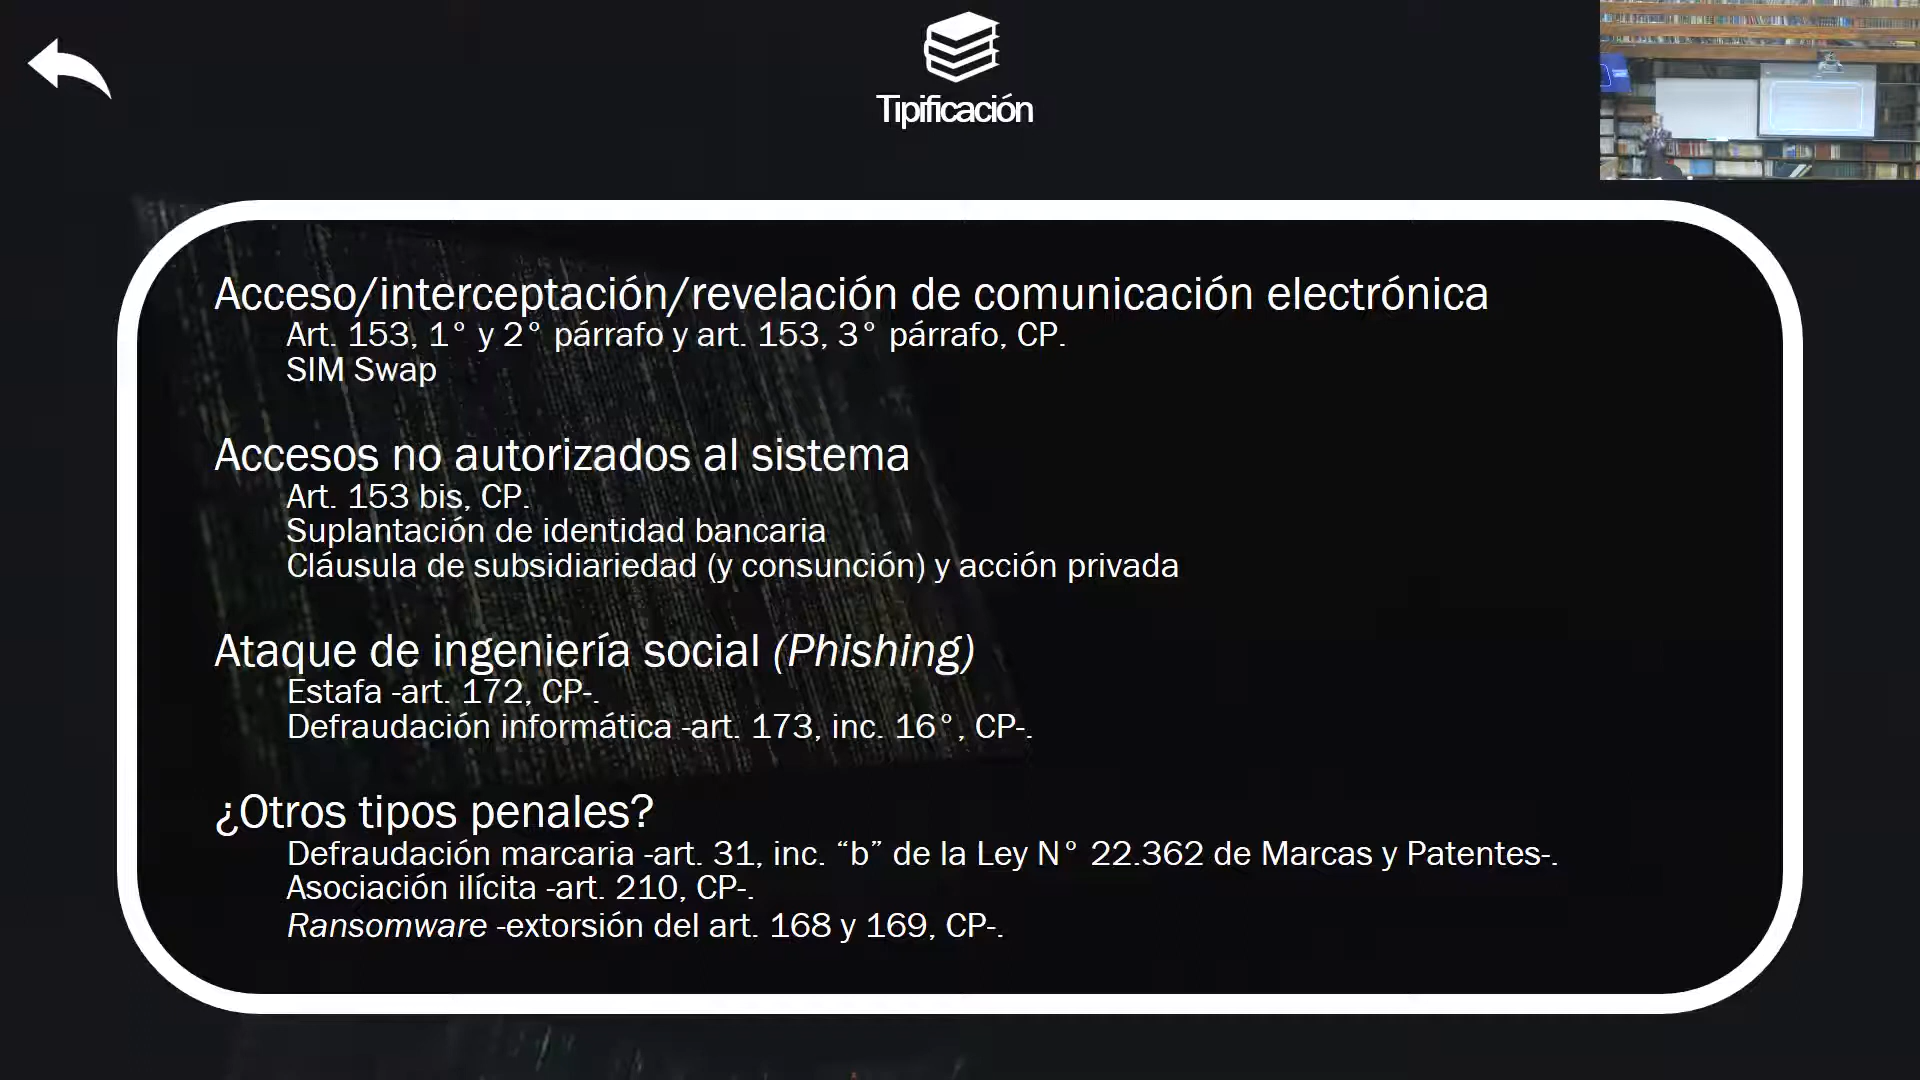 Tipificación
Acceso/interceptación/revelación de comunicación electrónica
Art. 153, 1° y 2° párrafo y art. 153, 3° párrafo, CP.
SIM Swap
Accesos no autorizados al sistema
Art. 153 bis, CP.
Suplantación de identidad bancaria
Cláusula de subsidiariedad (y consunción) y acción privada
Ataque de ingeniería social (Phishing)
Estafa -art. 172, CP-.
Defraudación informática -art. 173, inc. 16°, CP-.
¿Otros tipos penales?
Defraudación marcaria -art. 31, inc. “b” de la Ley N° 22.362 de Marcas y Patentes-.
Asociación ilícita -art. 210, CP-.
Ransomware -extorsión del art. 168 y 169, CP-.